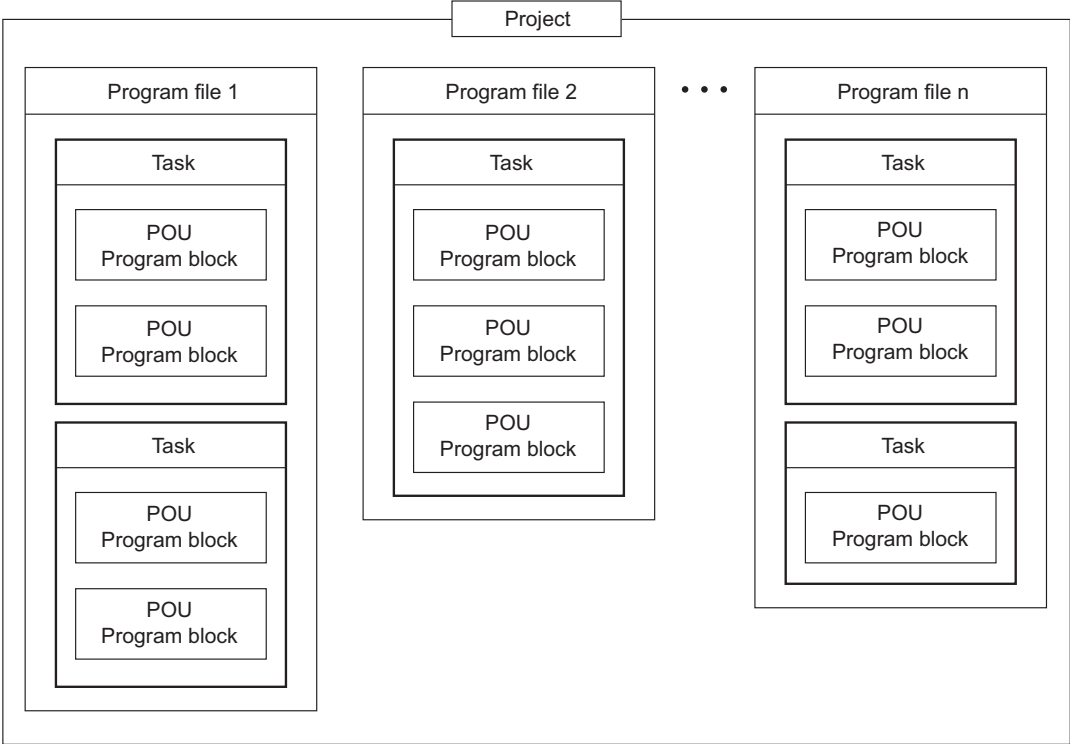 Project
Program file 1
Task
POU
Program block
POU
Program block
Task
POU
Program block
POU
Program block
Program file 2
Task
POU
Program block
POU
Program block
POU
Program block
• • •
Program file n
Task
POU
Program block
POU
Program block
Task
POU
Program block